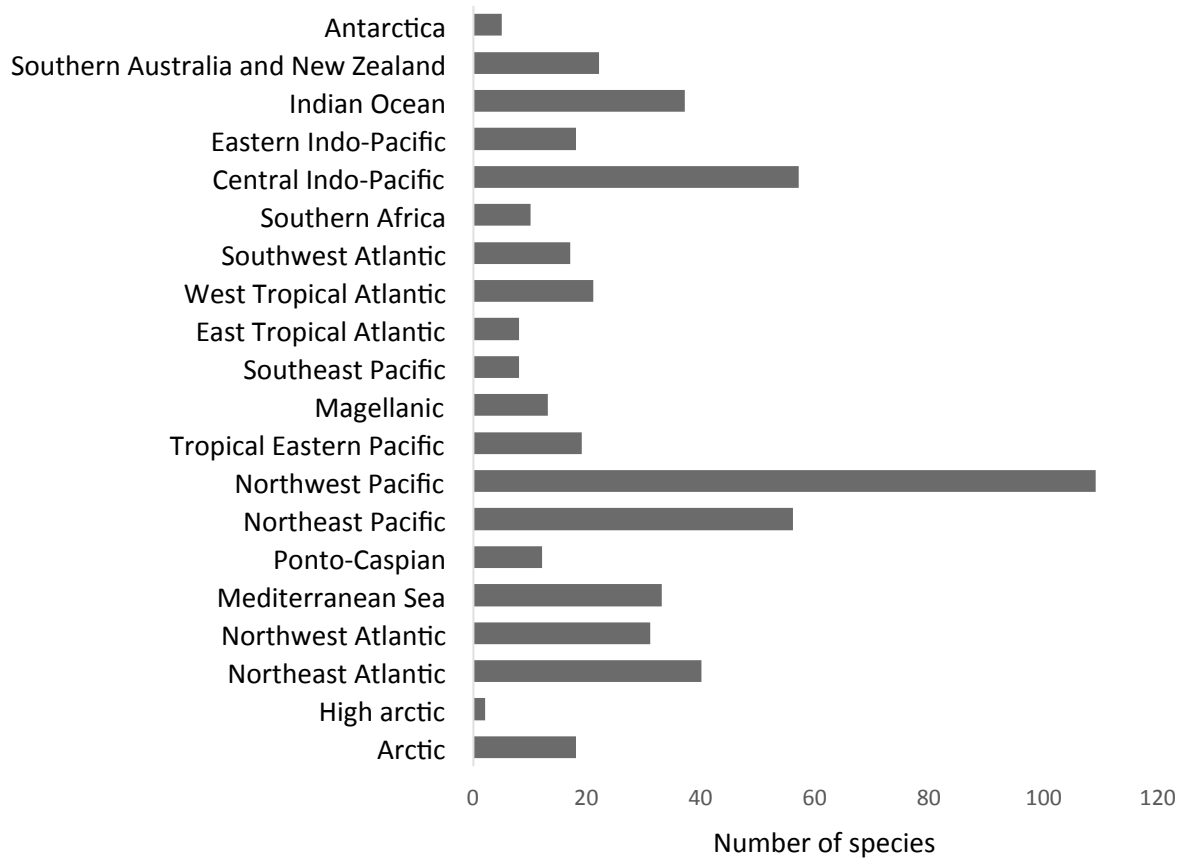 Antarctica
Southern Australia and New Zealand
Indian Ocean
Eastern Indo-Pacific
Central Indo-Pacific
Southern Africa
Southwest Atlantic
West Tropical Atlantic
East Tropical Atlantic
Southeast Pacific
Magellanic
Tropical Eastern Pacific
Northwest Pacific
Northeast Pacific
Ponto-Caspian
Mediterranean Sea
Northwest Atlantic
Northeast Atlantic
High arctic
Arctic
0 20 40 60 80 100 120
Number of species